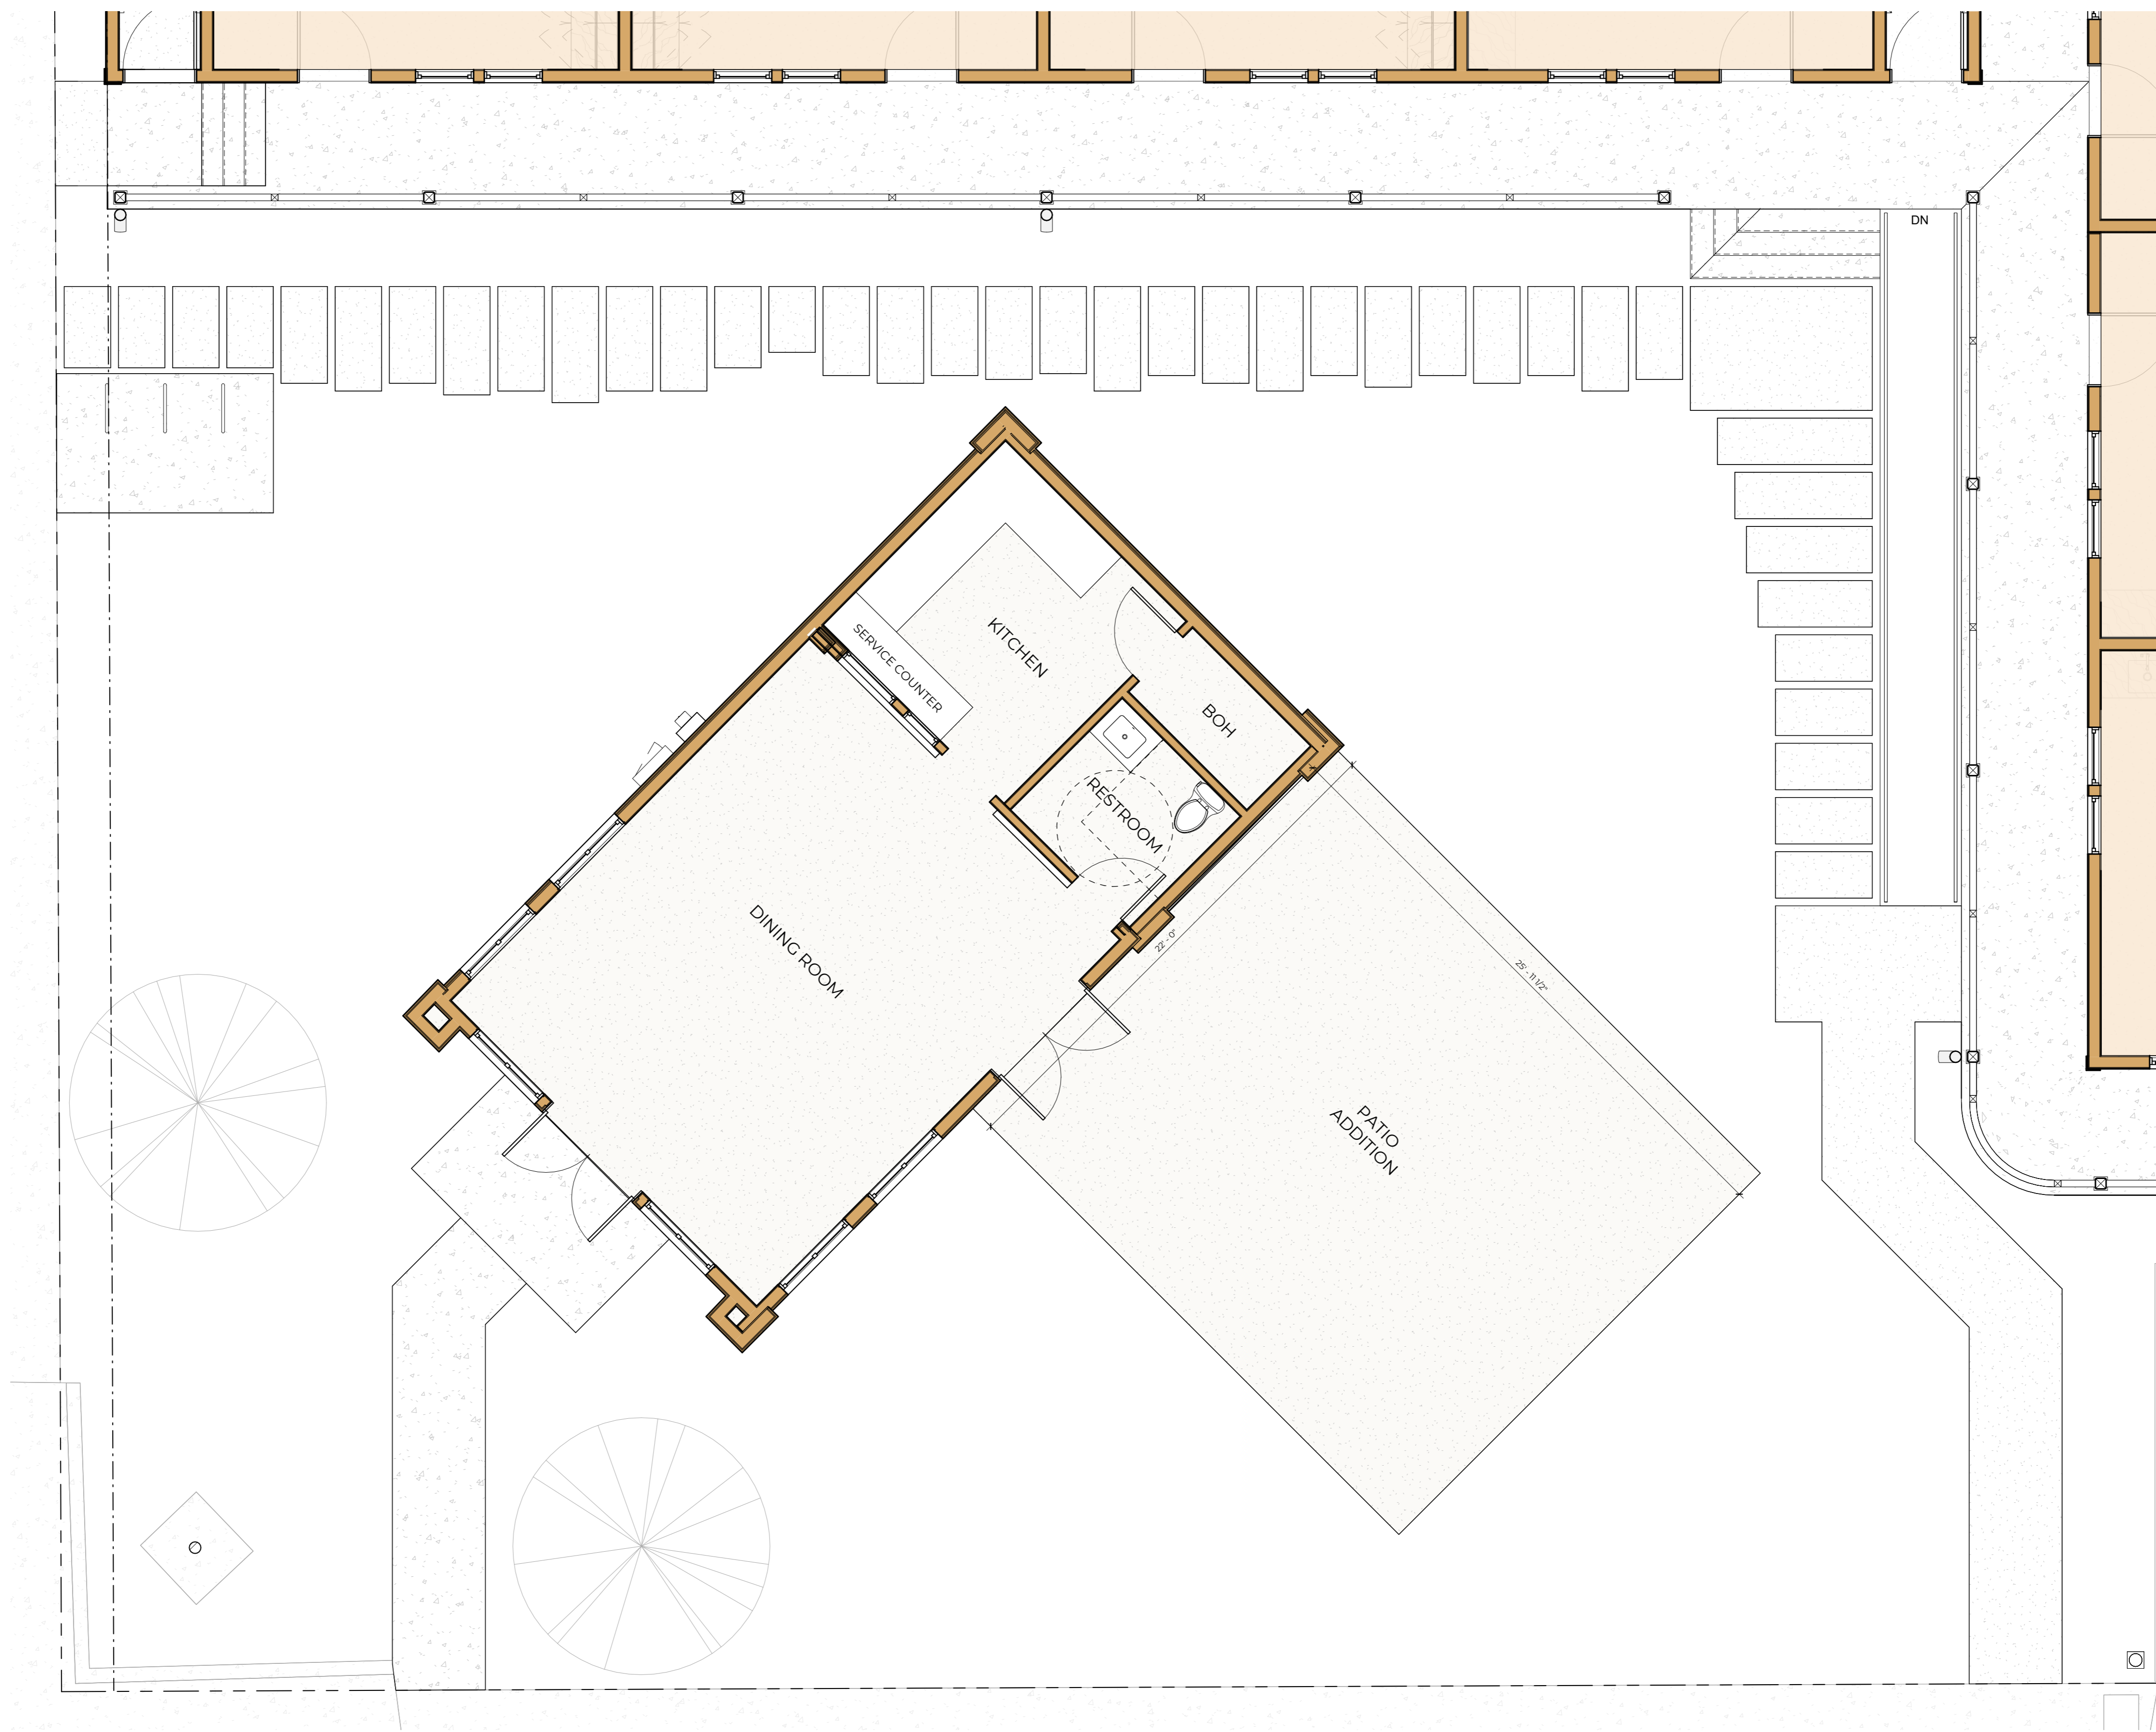 DN
SERVICE COUNTER
KITCHEN
BOH
RESTROOM
DINING ROOM
22' - 0"
25' - 11 1/2"
PATIO
ADDITION